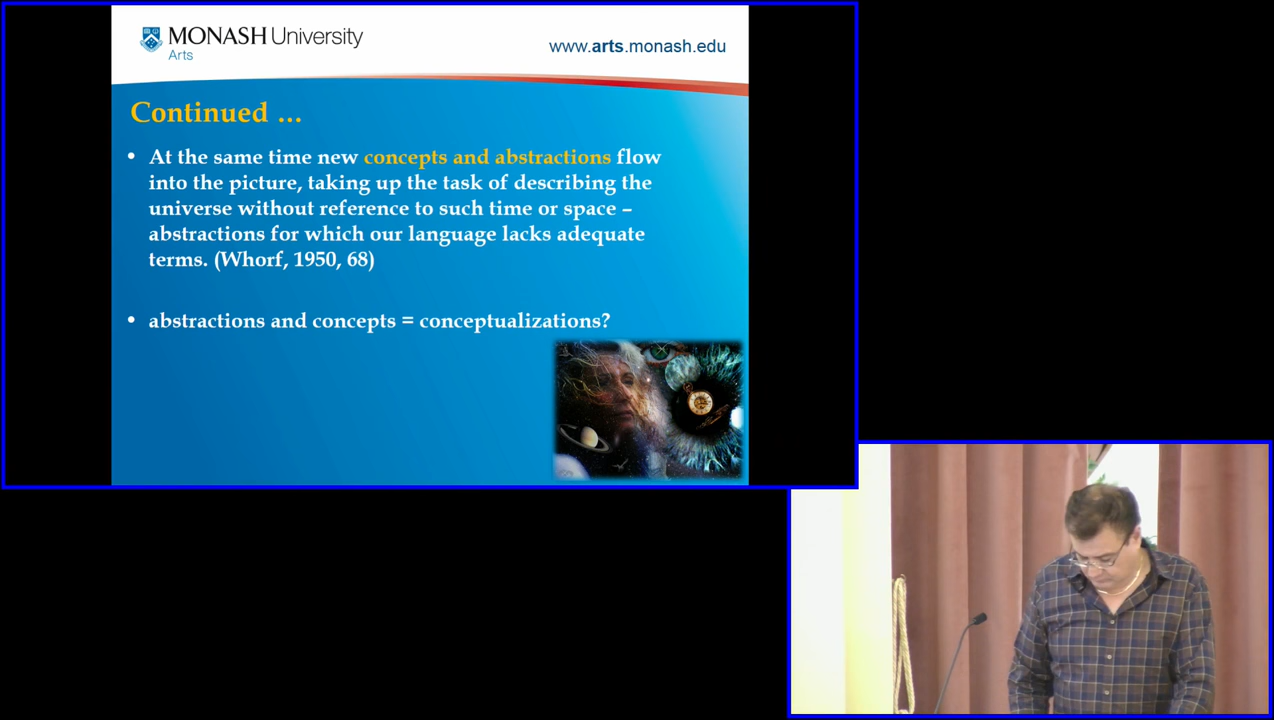 MONASH University
Arts
www.arts.monash.edu
Continued …
• At the same time new concepts and abstractions flow
into the picture, taking up the task of describing the
universe without reference to such time or space –
abstractions for which our language lacks adequate
terms. (Whorf, 1950, 68)
• abstractions and concepts = conceptualizations?